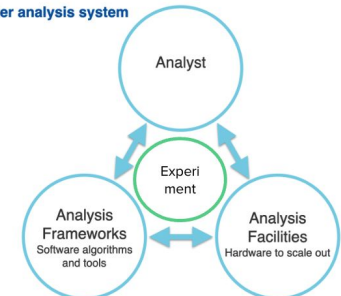 er analysis system
Analyst
Experi
ment
Analysis
Frameworks
Software algorithms
and tools
Analysis
Facilities
Hardware to scale out